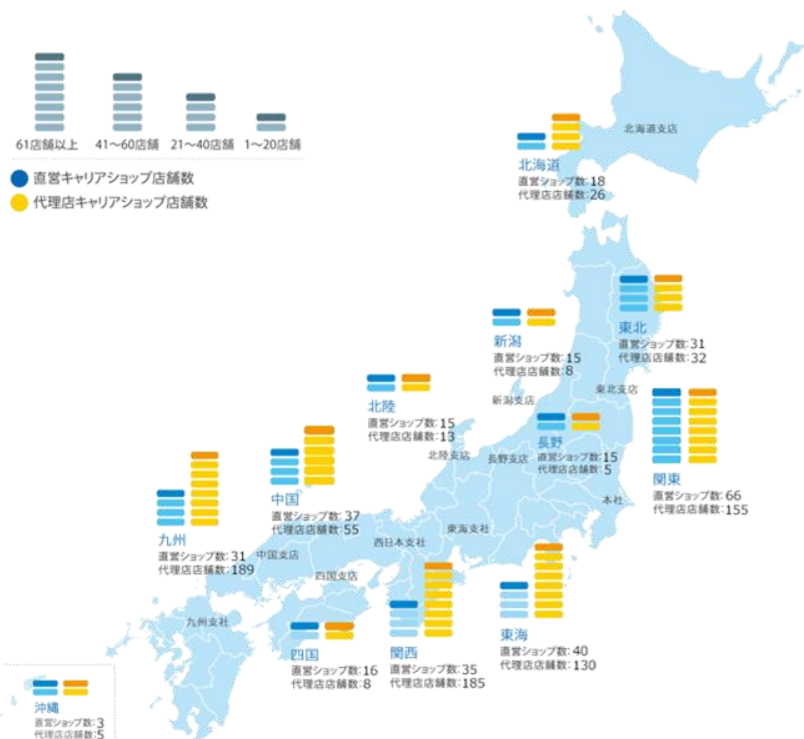 61店舗以上
41～60店舗
21～40店舗
1～20店舗
直営キャリアショップ店舗数
代理店キャリアショップ店舗数
北海道支店
北海道
直営ショップ数:18
代理店店舗数:26
東北
直営ショップ数:31
代理店店舗数:32
新潟
直営ショップ数:15
代理店店舗数:8
東北支店
新潟支店
北陸
直営ショップ数:15
代理店店舗数:13
北陸支店
長野
直営ショップ数:15
代理店店舗数:5
長野支店
関東
直営ショップ数:66
代理店店舗数:155
本社
中国
直営ショップ数:37
代理店店舗数:55
九州
直営ショップ数:31
代理店店舗数:189
中国支店
西日本支社
東海支社
四国支店
九州支社
四国
直営ショップ数:16
代理店店舗数:8
関西
直営ショップ数:35
代理店店舗数:185
東海
直営ショップ数:40
代理店店舗数:130
沖縄
直営ショップ数:3
代理店店舗数:5